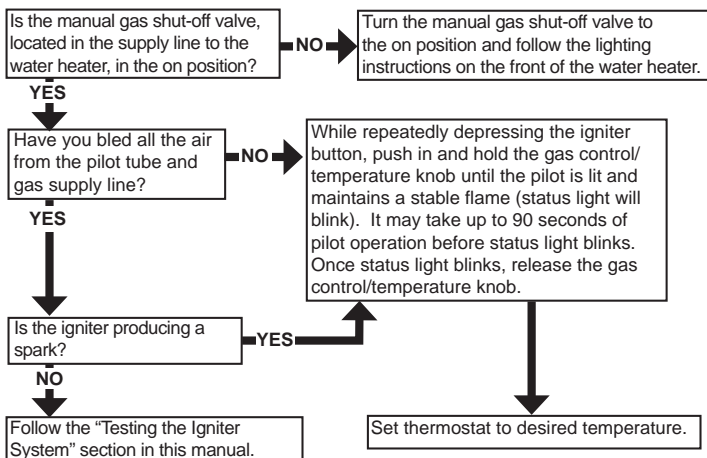 Is the manual gas shut-off valve,
located in the supply line to the
water heater, in the on position?
NO
Turn the manual gas shut-off valve to
the on position and follow the lighting
instructions on the front of the water heater.
YES
Have you bled all the air
from the pilot tube and
gas supply line?
NO
While repeatedly depressing the igniter
button, push in and hold the gas control/
temperature knob until the pilot is lit and
maintains a stable flame (status light will
blink).  It may take up to 90 seconds of
pilot operation before status light blinks.
Once status light blinks, release the gas
control/temperature knob.
YES
Is the igniter producing a
spark?
YES
NO
Follow the “Testing the Igniter
System” section in this manual.
Set thermostat to desired temperature.